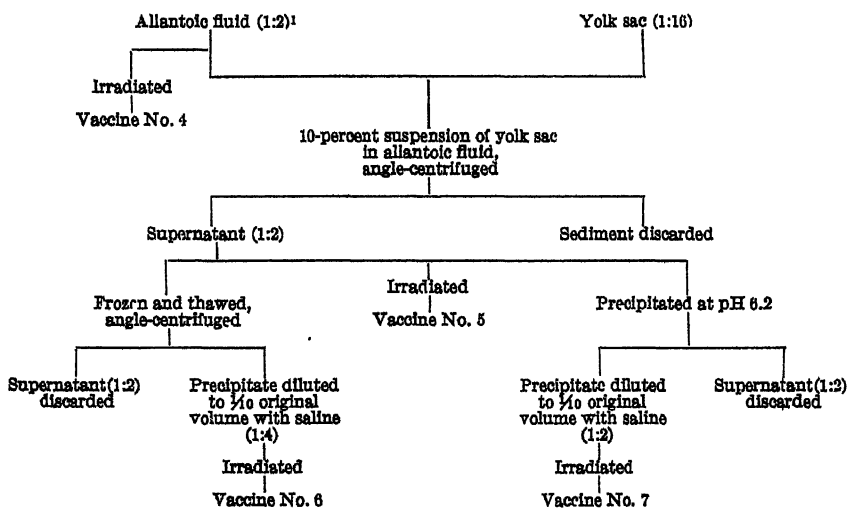 Allantoic fluid (1:2)¹
Yolk sac (1:16)
Irradiated
Vaccine No. 4
10-percent suspension of yolk sac
in allantoic fluid,
angle-centrifuged
Supernatant (1:2)
Sediment discarded
Frozen and thawed,
angle-centrifuged
Irradiated
Vaccine No. 5
Precipitated at pH 6.2
Supernatant (1:2)
discarded
Precipitate diluted
to 1/10 original
volume with saline
(1:4)
Irradiated
Vaccine No. 6
Precipitate diluted
to 1/10 original
volume with saline
(1:2)
Irradiated
Vaccine No. 7
Supernatant (1:2)
discarded